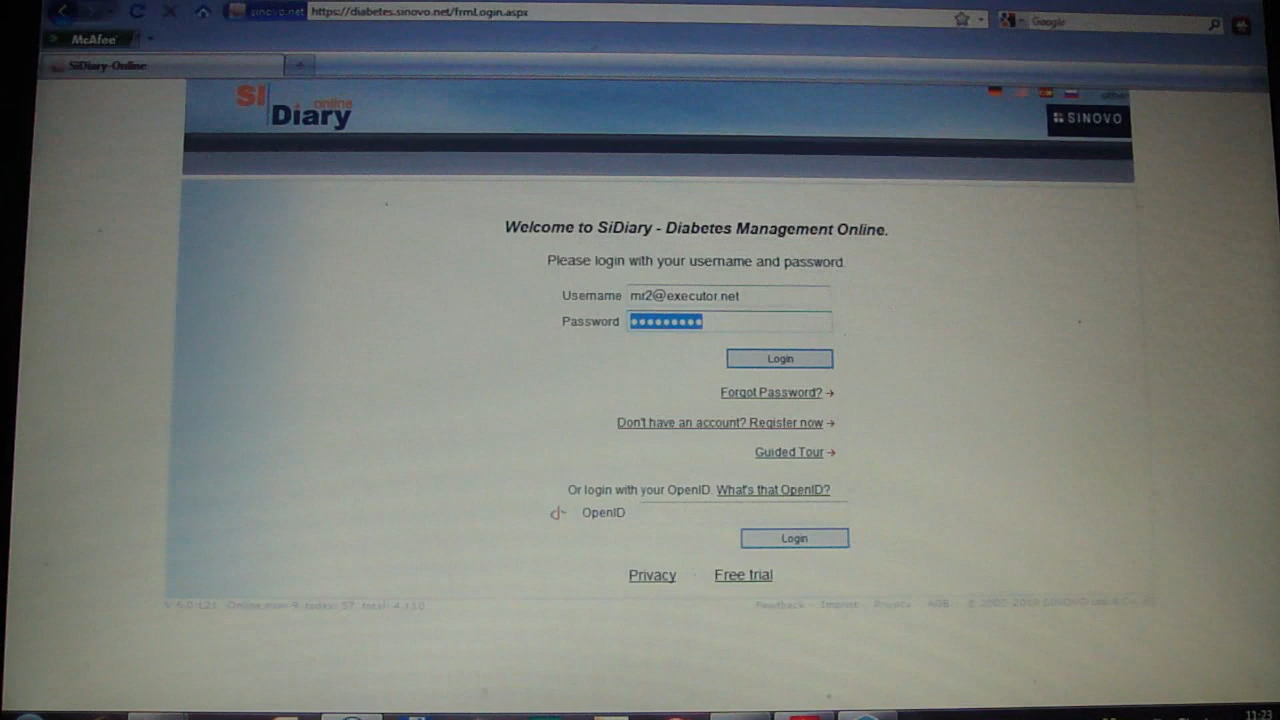 sinovo.net https://diabetes.sinovo.net/frmLogin.aspx Google
McAfee
SiDiary-Online
SI online
Diary
SINOVO
Welcome to SiDiary - Diabetes Management Online.
Please login with your username and password.
Username mr2@executor.net
Password •••••••••
Login
Forgot Password?→
Don't have an account? Register now→
Guided Tour→
Or login with your OpenID. What's that OpenID?
OpenID
Login
Privacy · Free trial
Feedback Imprint Privacy AGB
11:23